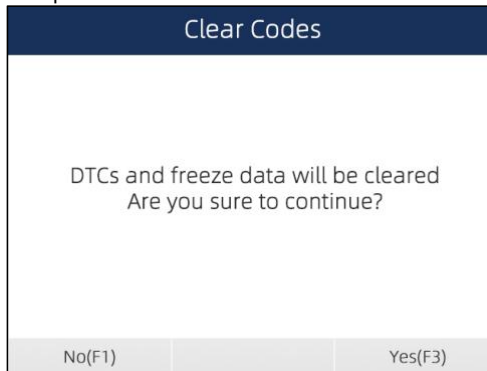 Clear Codes
DTCs and freeze data will be cleared
Are you sure to continue?
No(F1)
Yes(F3)